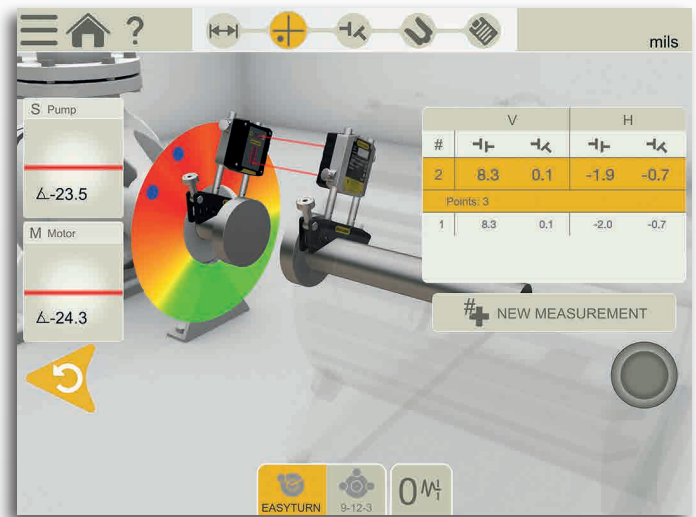 ?
mils
S Pump
∡-23.5
M Motor
∡-24.3
V H
#
2 8.3 0.1 -1.9 -0.7
Points: 3
1 8.3 0.1 -2.0 -0.7
# NEW MEASUREMENT
EASYTURN 9-12-3 0